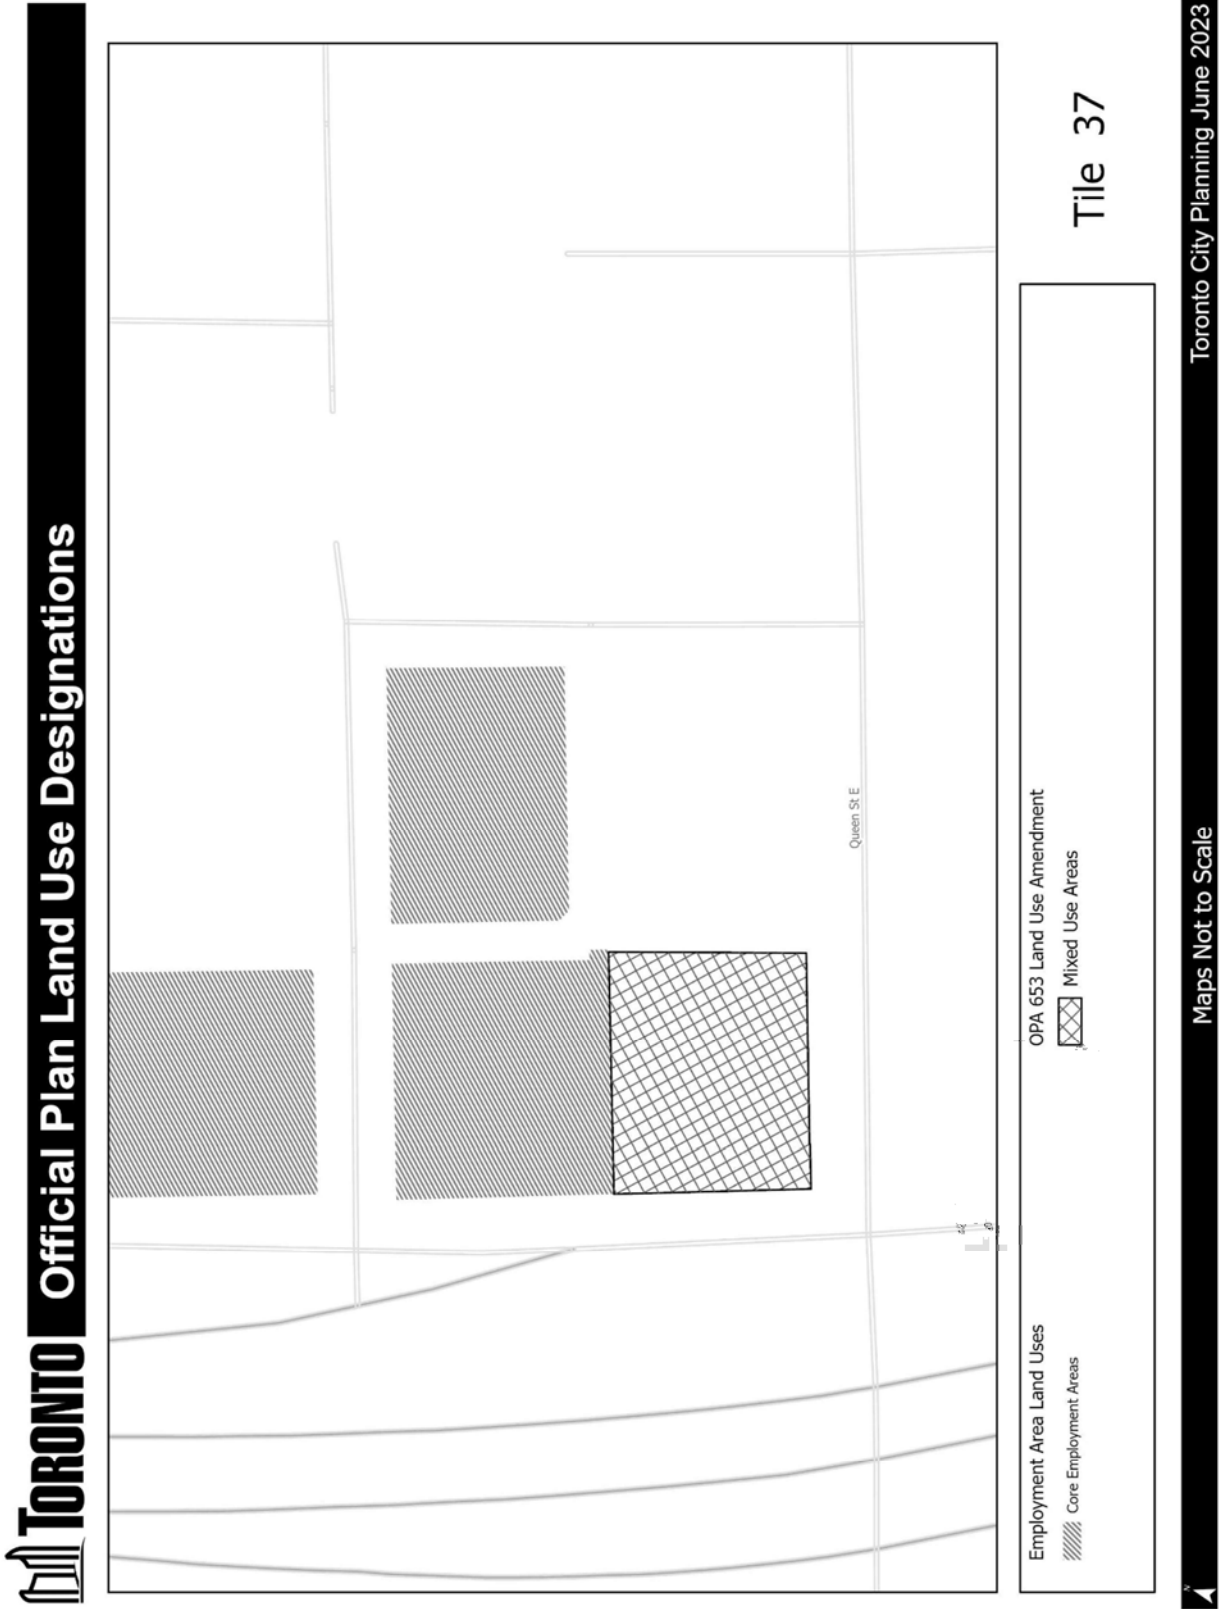 TORONTO
Official Plan Land Use Designations
Queen St E
Employment Area Land Uses
Core Employment Areas
OPA 653 Land Use Amendment
Mixed Use Areas
Tile 37
N
Maps Not to Scale
Toronto City Planning June 2023